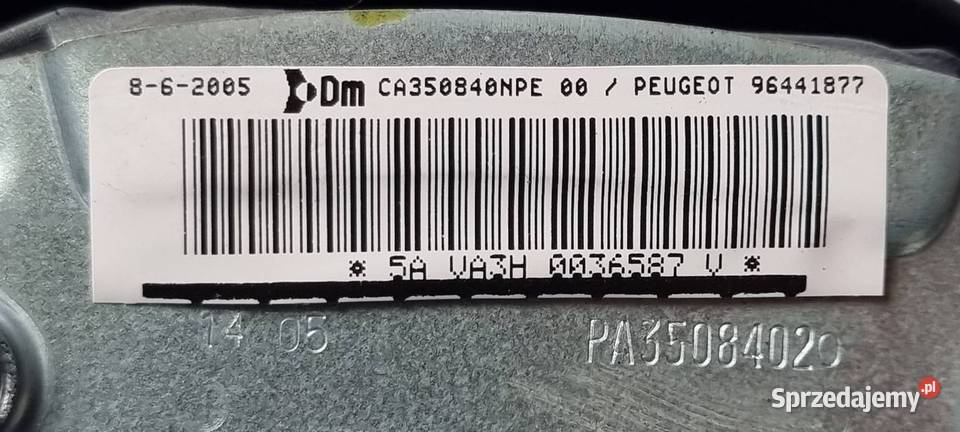 8-6-2005 Dm CA350840NPE 00 / PEUGEOT 96441877
* 5A VA3H 0036587 V *
14 05
PA35084020
Sprzedajemy.pl